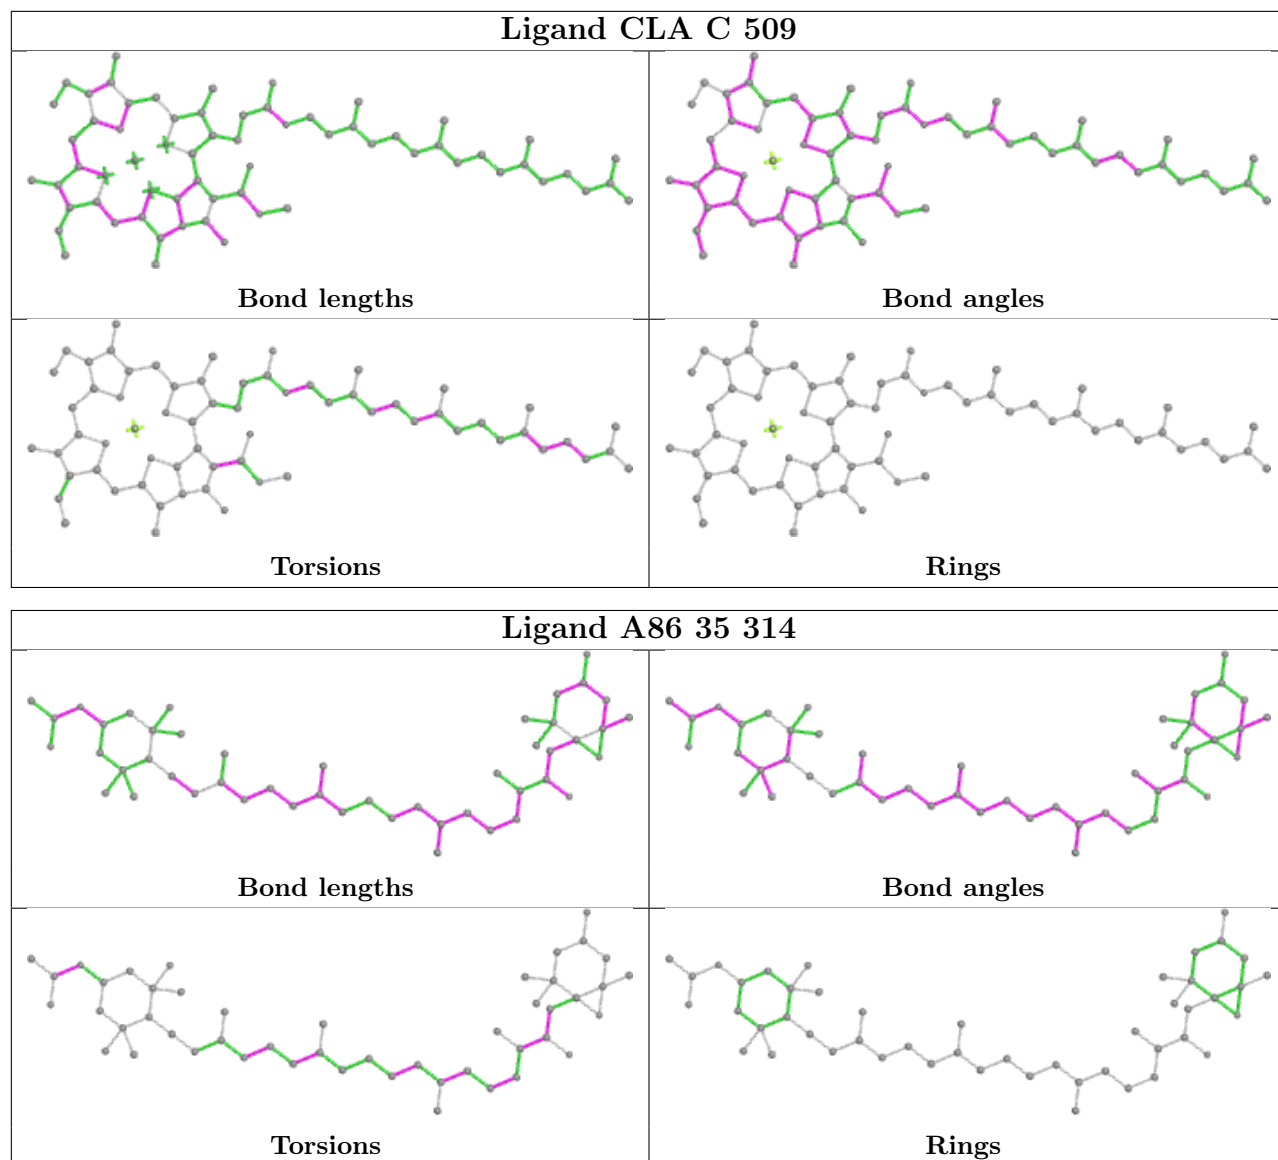 Ligand CLA C 509
Bond lengths
Bond angles
Torsions
Rings
Ligand A86 35 314
Bond lengths
Bond angles
Torsions
Rings